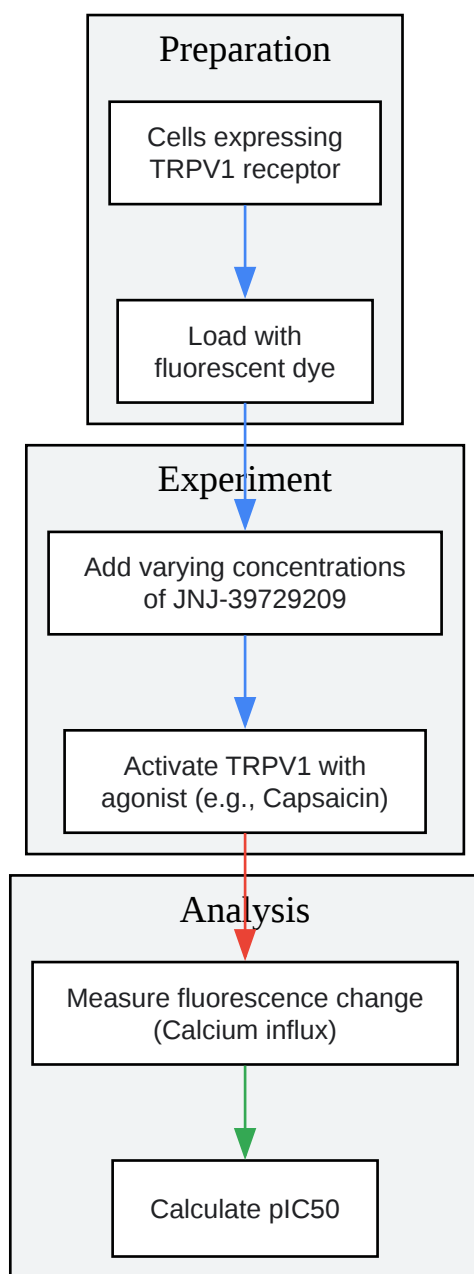 Preparation
Cells expressing
TRPV1 receptor
Load with
fluorescent dye
Experiment
Add varying concentrations
of JNJ-39729209
Activate TRPV1 with
agonist (e.g., Capsaicin)
Analysis
Measure fluorescence change
(Calcium influx)
Calculate pIC50